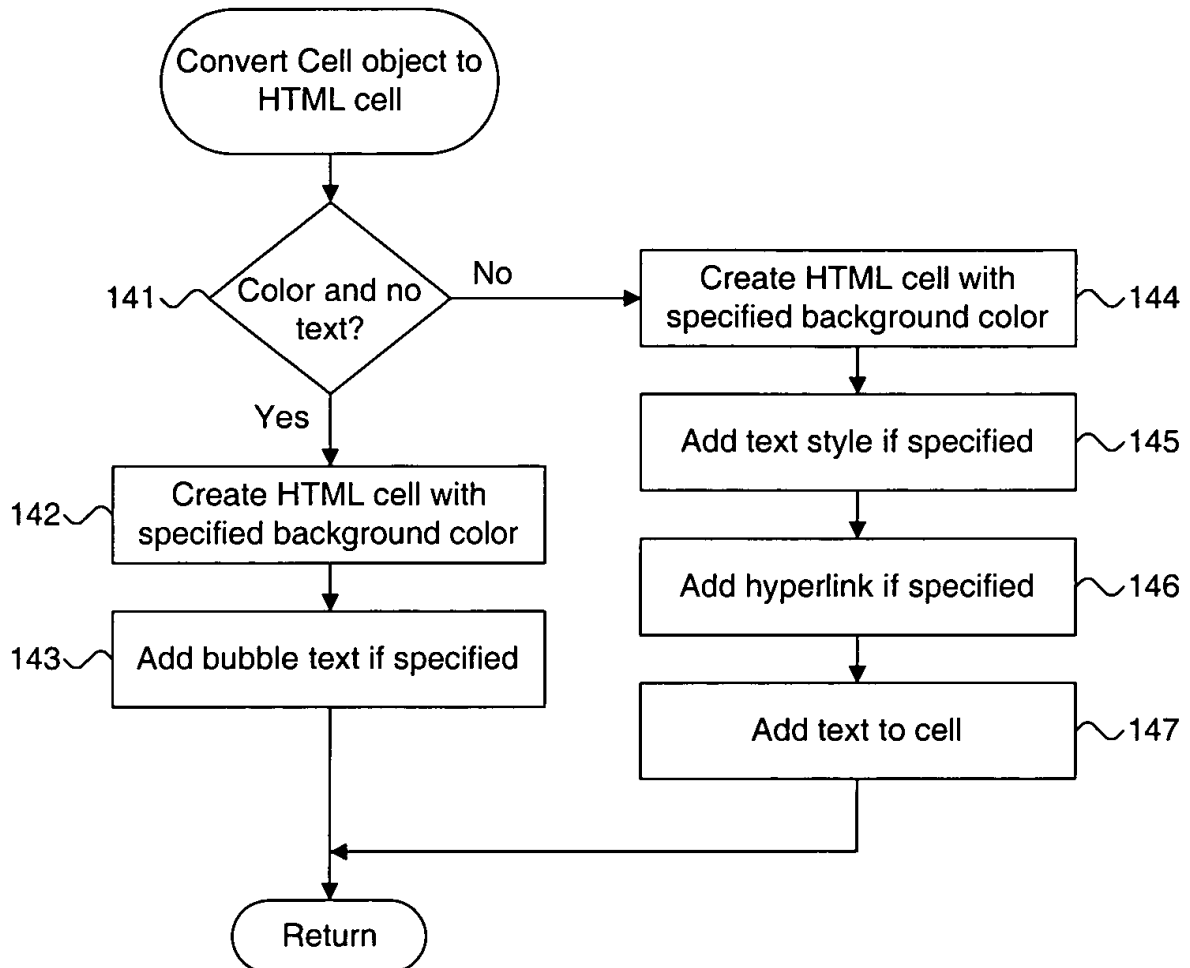 Convert Cell object to
HTML cell
141
Color and no
text?
No
Yes
142
Create HTML cell with
specified background color
143
Add bubble text if specified
Create HTML cell with
specified background color
144
Add text style if specified
145
Add hyperlink if specified
146
Add text to cell
147
Return